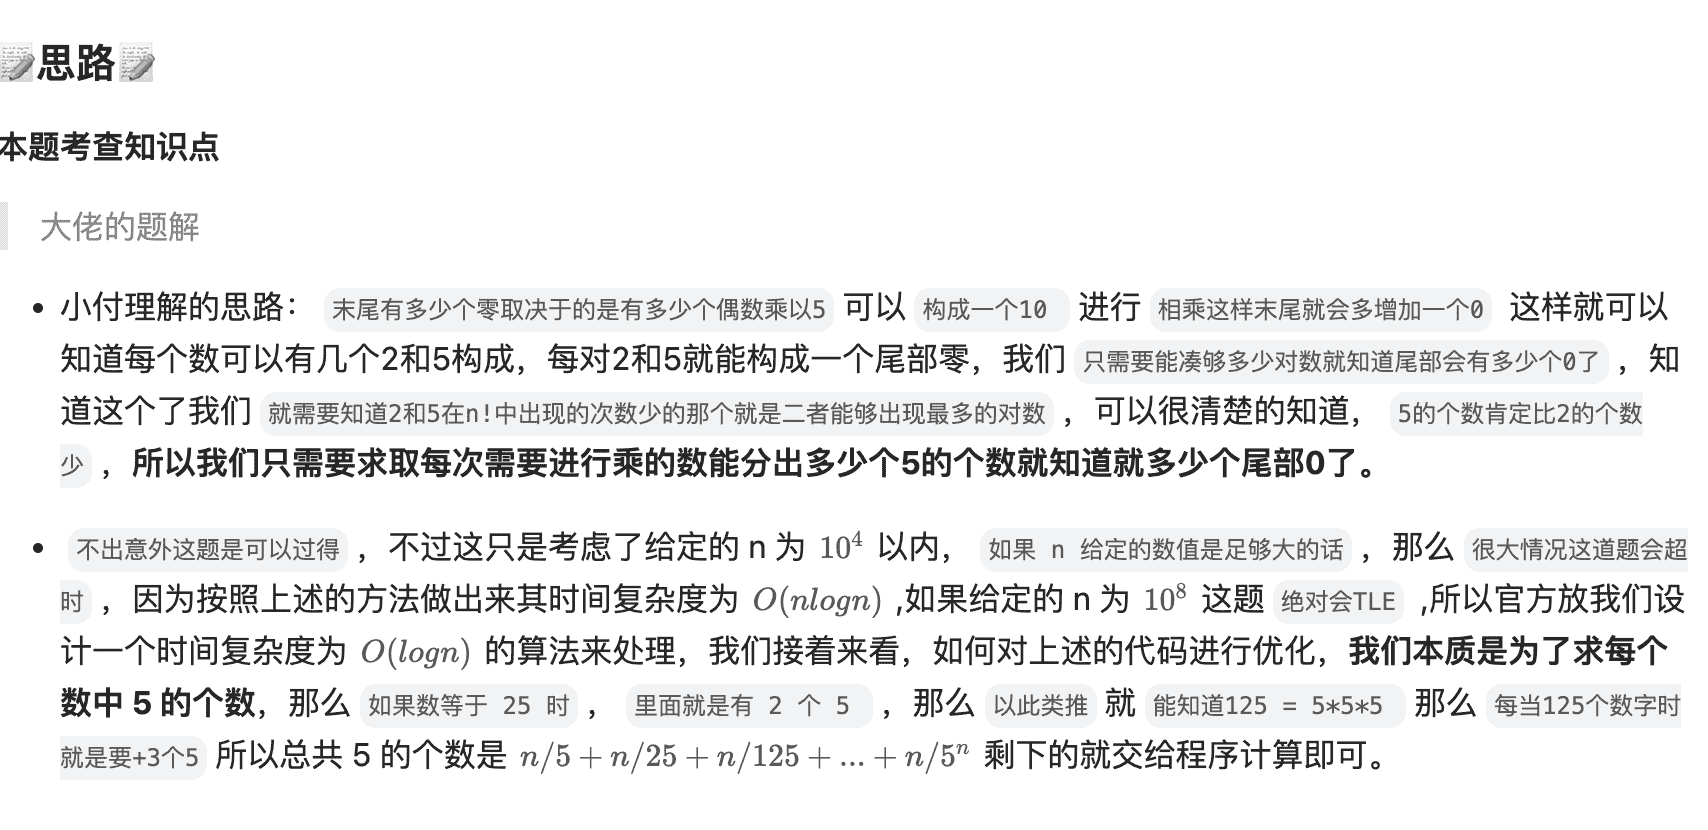 📝思路📝
本题考查知识点
大佬的题解
• 小付理解的思路： 末尾有多少个零取决于的是有多少个偶数乘以5 可以 构成一个10 进行 相乘这样末尾就会多增加一个0 这样就可以
知道每个数可以有几个2和5构成，每对2和5就能构成一个尾部零，我们 只需要能凑够多少对数就知道尾部会有多少个0了 ，知
道这个了我们 就需要知道2和5在n!中出现的次数少的那个就是二者能够出现最多的对数 ，可以很清楚的知道， 5的个数肯定比2的个数
少 ，所以我们只需要求取每次需要进行乘的数能分出多少个5的个数就知道就多少个尾部0了。
• 不出意外这题是可以过得 ，不过这只是考虑了给定的 n 为 10⁴ 以内， 如果 n 给定的数值是足够大的话 ，那么 很大情况这道题会超
时 ，因为按照上述的方法做出来其时间复杂度为 O(nlogn) ,如果给定的 n 为 10⁸ 这题 绝对会TLE ,所以官方放我们设
计一个时间复杂度为 O(logn) 的算法来处理，我们接着来看，如何对上述的代码进行优化，我们本质是为了求每个
数中 5 的个数，那么 如果数等于 25 时 ， 里面就是有 2 个 5 ，那么 以此类推 就 能知道125 = 5*5*5 那么 每当125个数字时
就是要+3个5 所以总共 5 的个数是 n/5 + n/25 + n/125 + ... + n/5ⁿ 剩下的就交给程序计算即可。